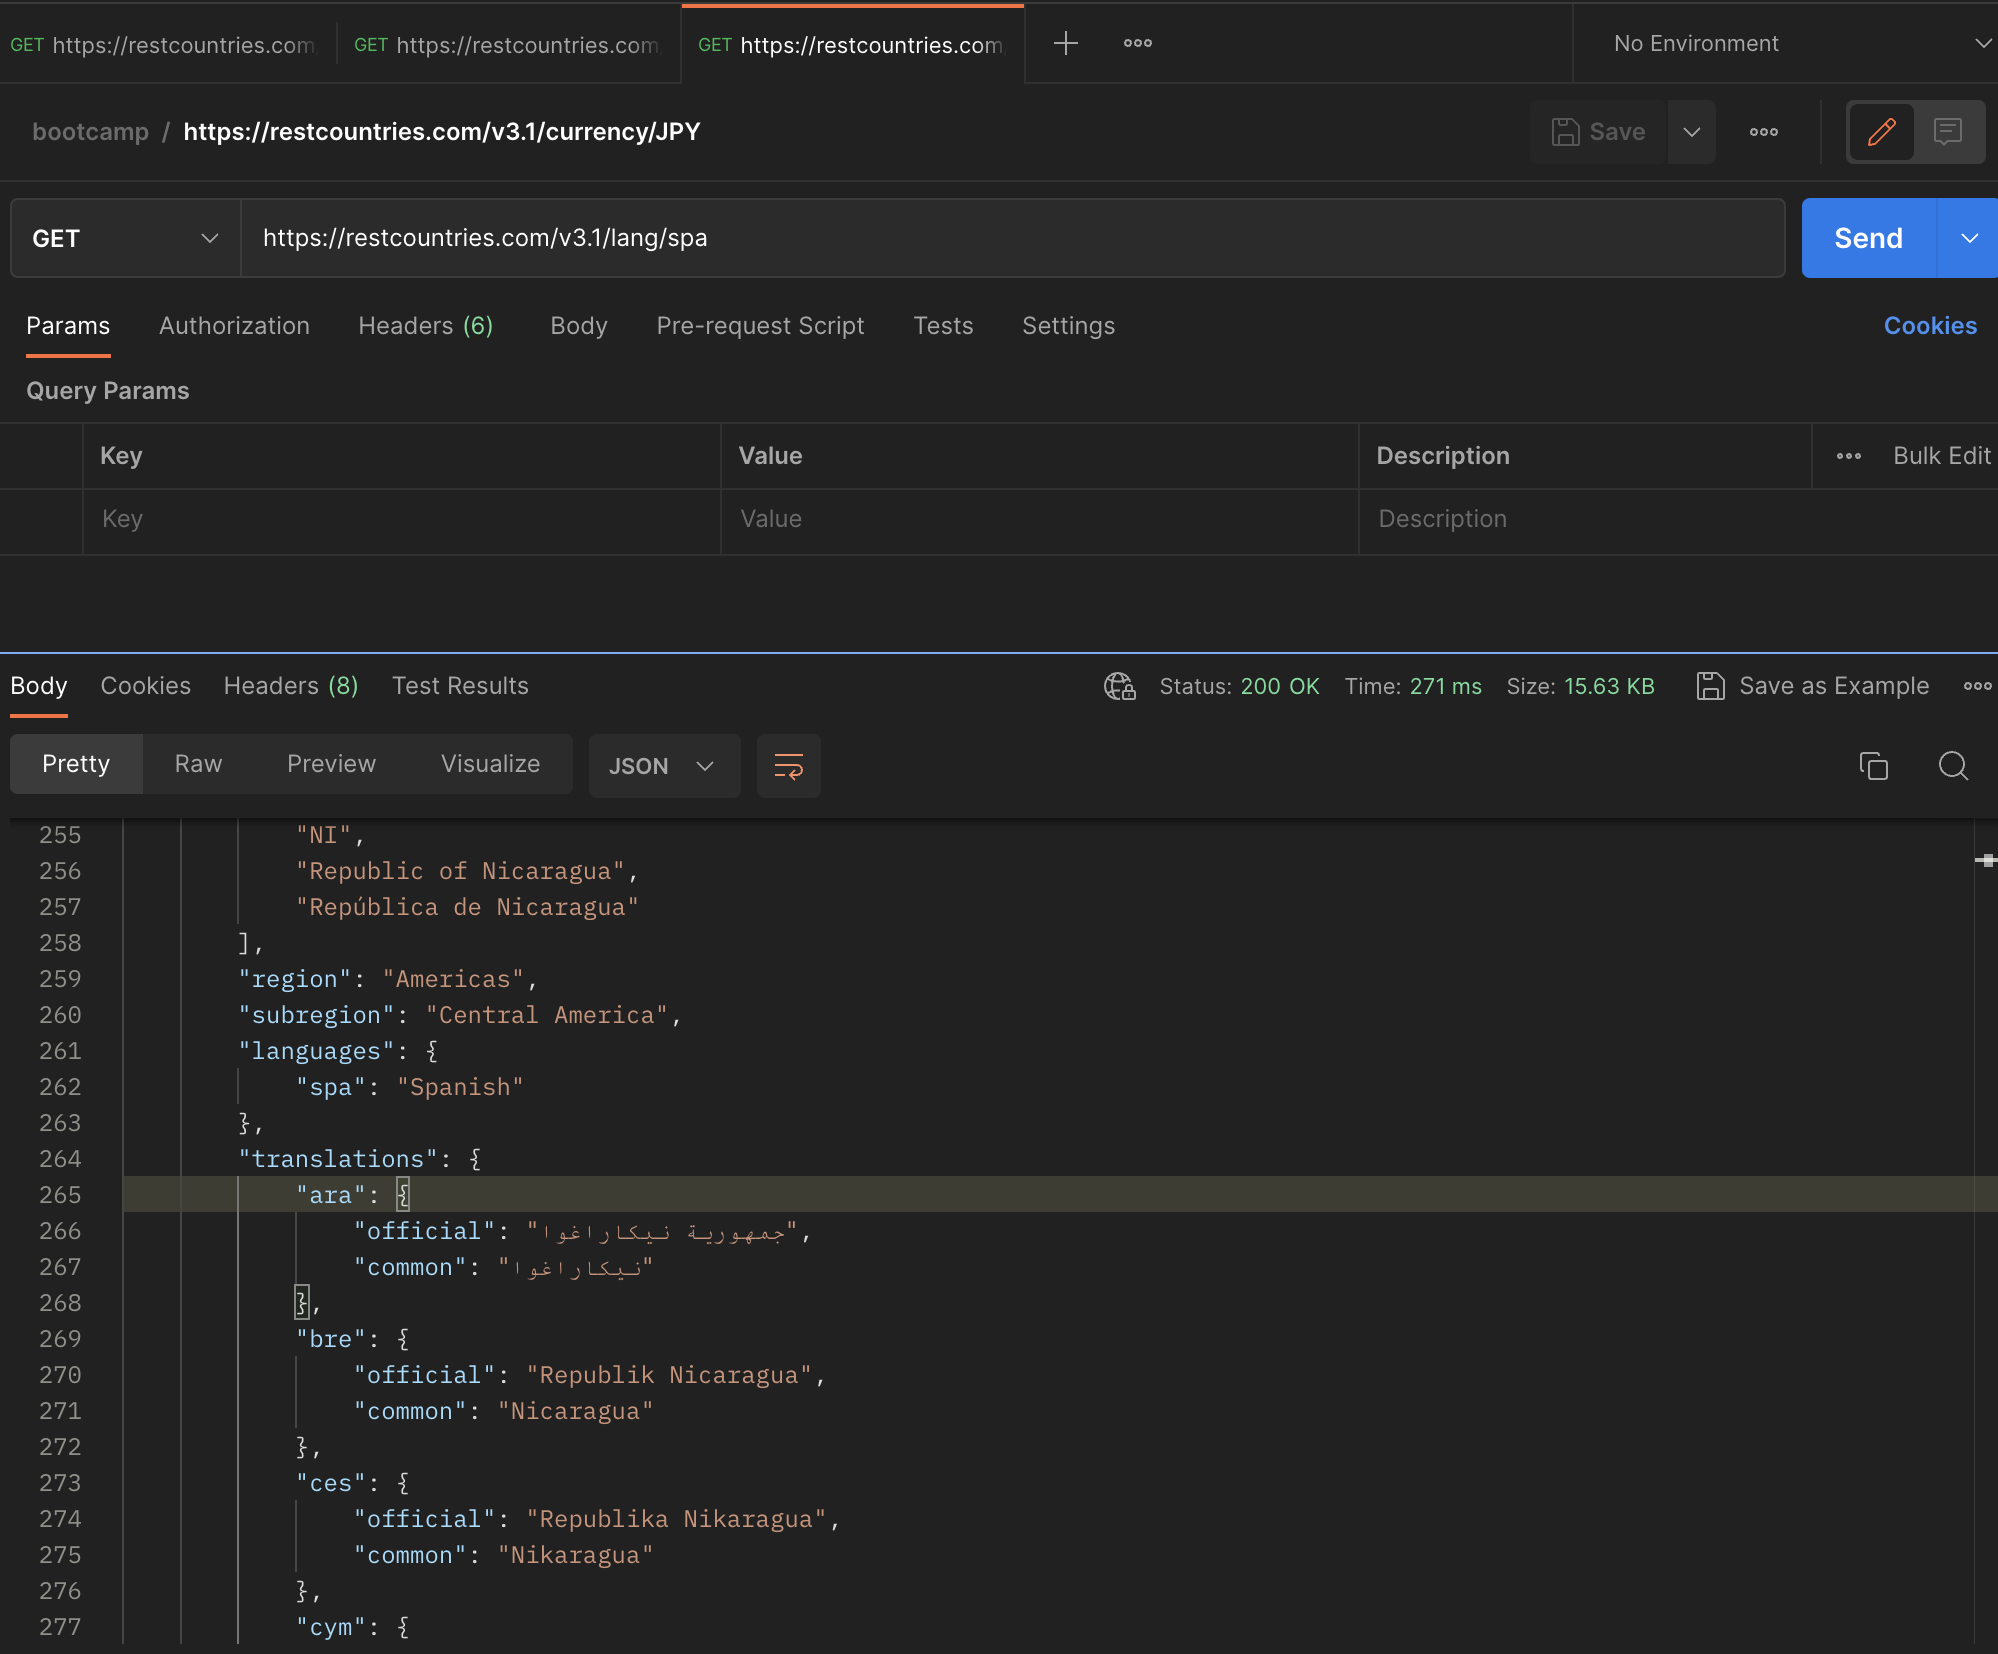 GET https://restcountries.com GET https://restcountries.com GET https://restcountries.com No Environment
bootcamp / https://restcountries.com/v3.1/currency/JPY Save
GET https://restcountries.com/v3.1/lang/spa Send
Params Authorization Headers (6) Body Pre-request Script Tests Settings Cookies
Query Params
Key Value Description Bulk Edit
Key Value Description
Body Cookies Headers (8) Test Results Status: 200 OK Time: 271 ms Size: 15.63 KB Save as Example
Pretty Raw Preview Visualize JSON
255 "NI",
256 "Republic of Nicaragua",
257 "República de Nicaragua"
258 ],
259 "region": "Americas",
260 "subregion": "Central America",
261 "languages": {
262 "spa": "Spanish"
263 },
264 "translations": {
265 "ara": {
266 "official": "جمهورية نيكاراغوا",
267 "common": "نيكاراغوا"
268 },
269 "bre": {
270 "official": "Republik Nicaragua",
271 "common": "Nicaragua"
272 },
273 "ces": {
274 "official": "Republika Nikaragua",
275 "common": "Nikaragua"
276 },
277 "cym": {